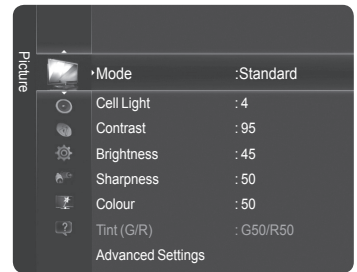 Picture
Mode :Standard
Cell Light : 4
Contrast : 95
Brightness : 45
Sharpness : 50
Colour : 50
Tint (G/R) : G50/R50
Advanced Settings